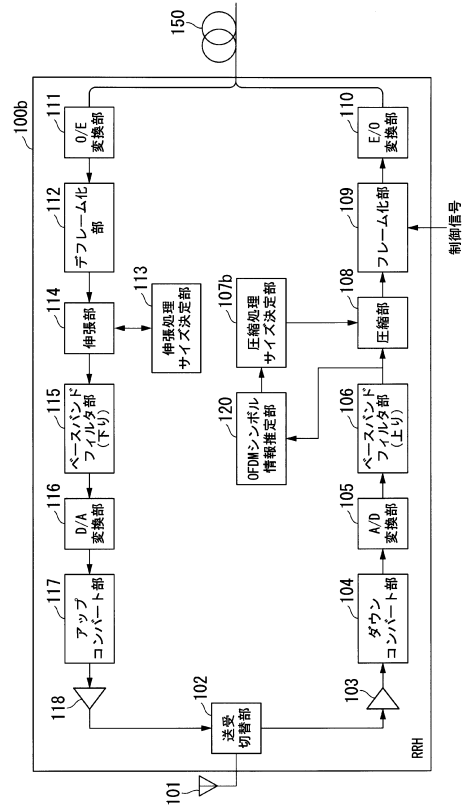 100b
150
111
O/E
変換部
112
デフレーム化
部
114
伸張部
113
伸張処理
サイズ決定部
115
ベースバンド
フィルタ部
(下り)
116
D/A
変換部
117
アップ
コンバート部
118
101
102
送受
切替部
103
104
ダウン
コンバート部
105
A/D
変換部
106
ベースバンド
フィルタ部
(上り)
120
OFDMシンボル
情報推定部
107b
圧縮処理
サイズ決定部
108
圧縮部
109
フレーム化部
110
E/O
変換部
制御信号
RRH